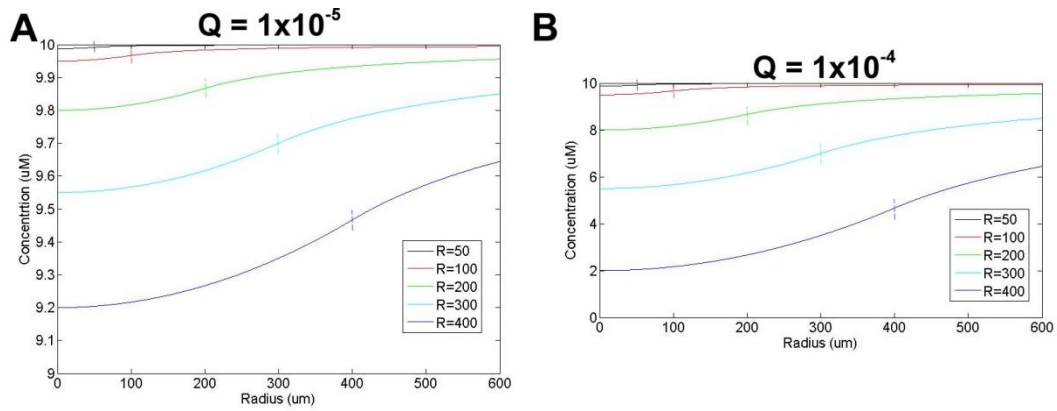 A
Q = 1x10⁻⁵
10
9.9
9.8
9.7
9.6
9.5
9.4
9.3
9.2
9.1
9
Concentrtion (uM)
R=50
R=100
R=200
R=300
R=400
0 100 200 300 400 500 600
Radius (um)
B
Q = 1x10⁻⁴
10
8
6
4
2
0
Concentration (uM)
R=50
R=100
R=200
R=300
R=400
0 100 200 300 400 500 600
Radius (um)